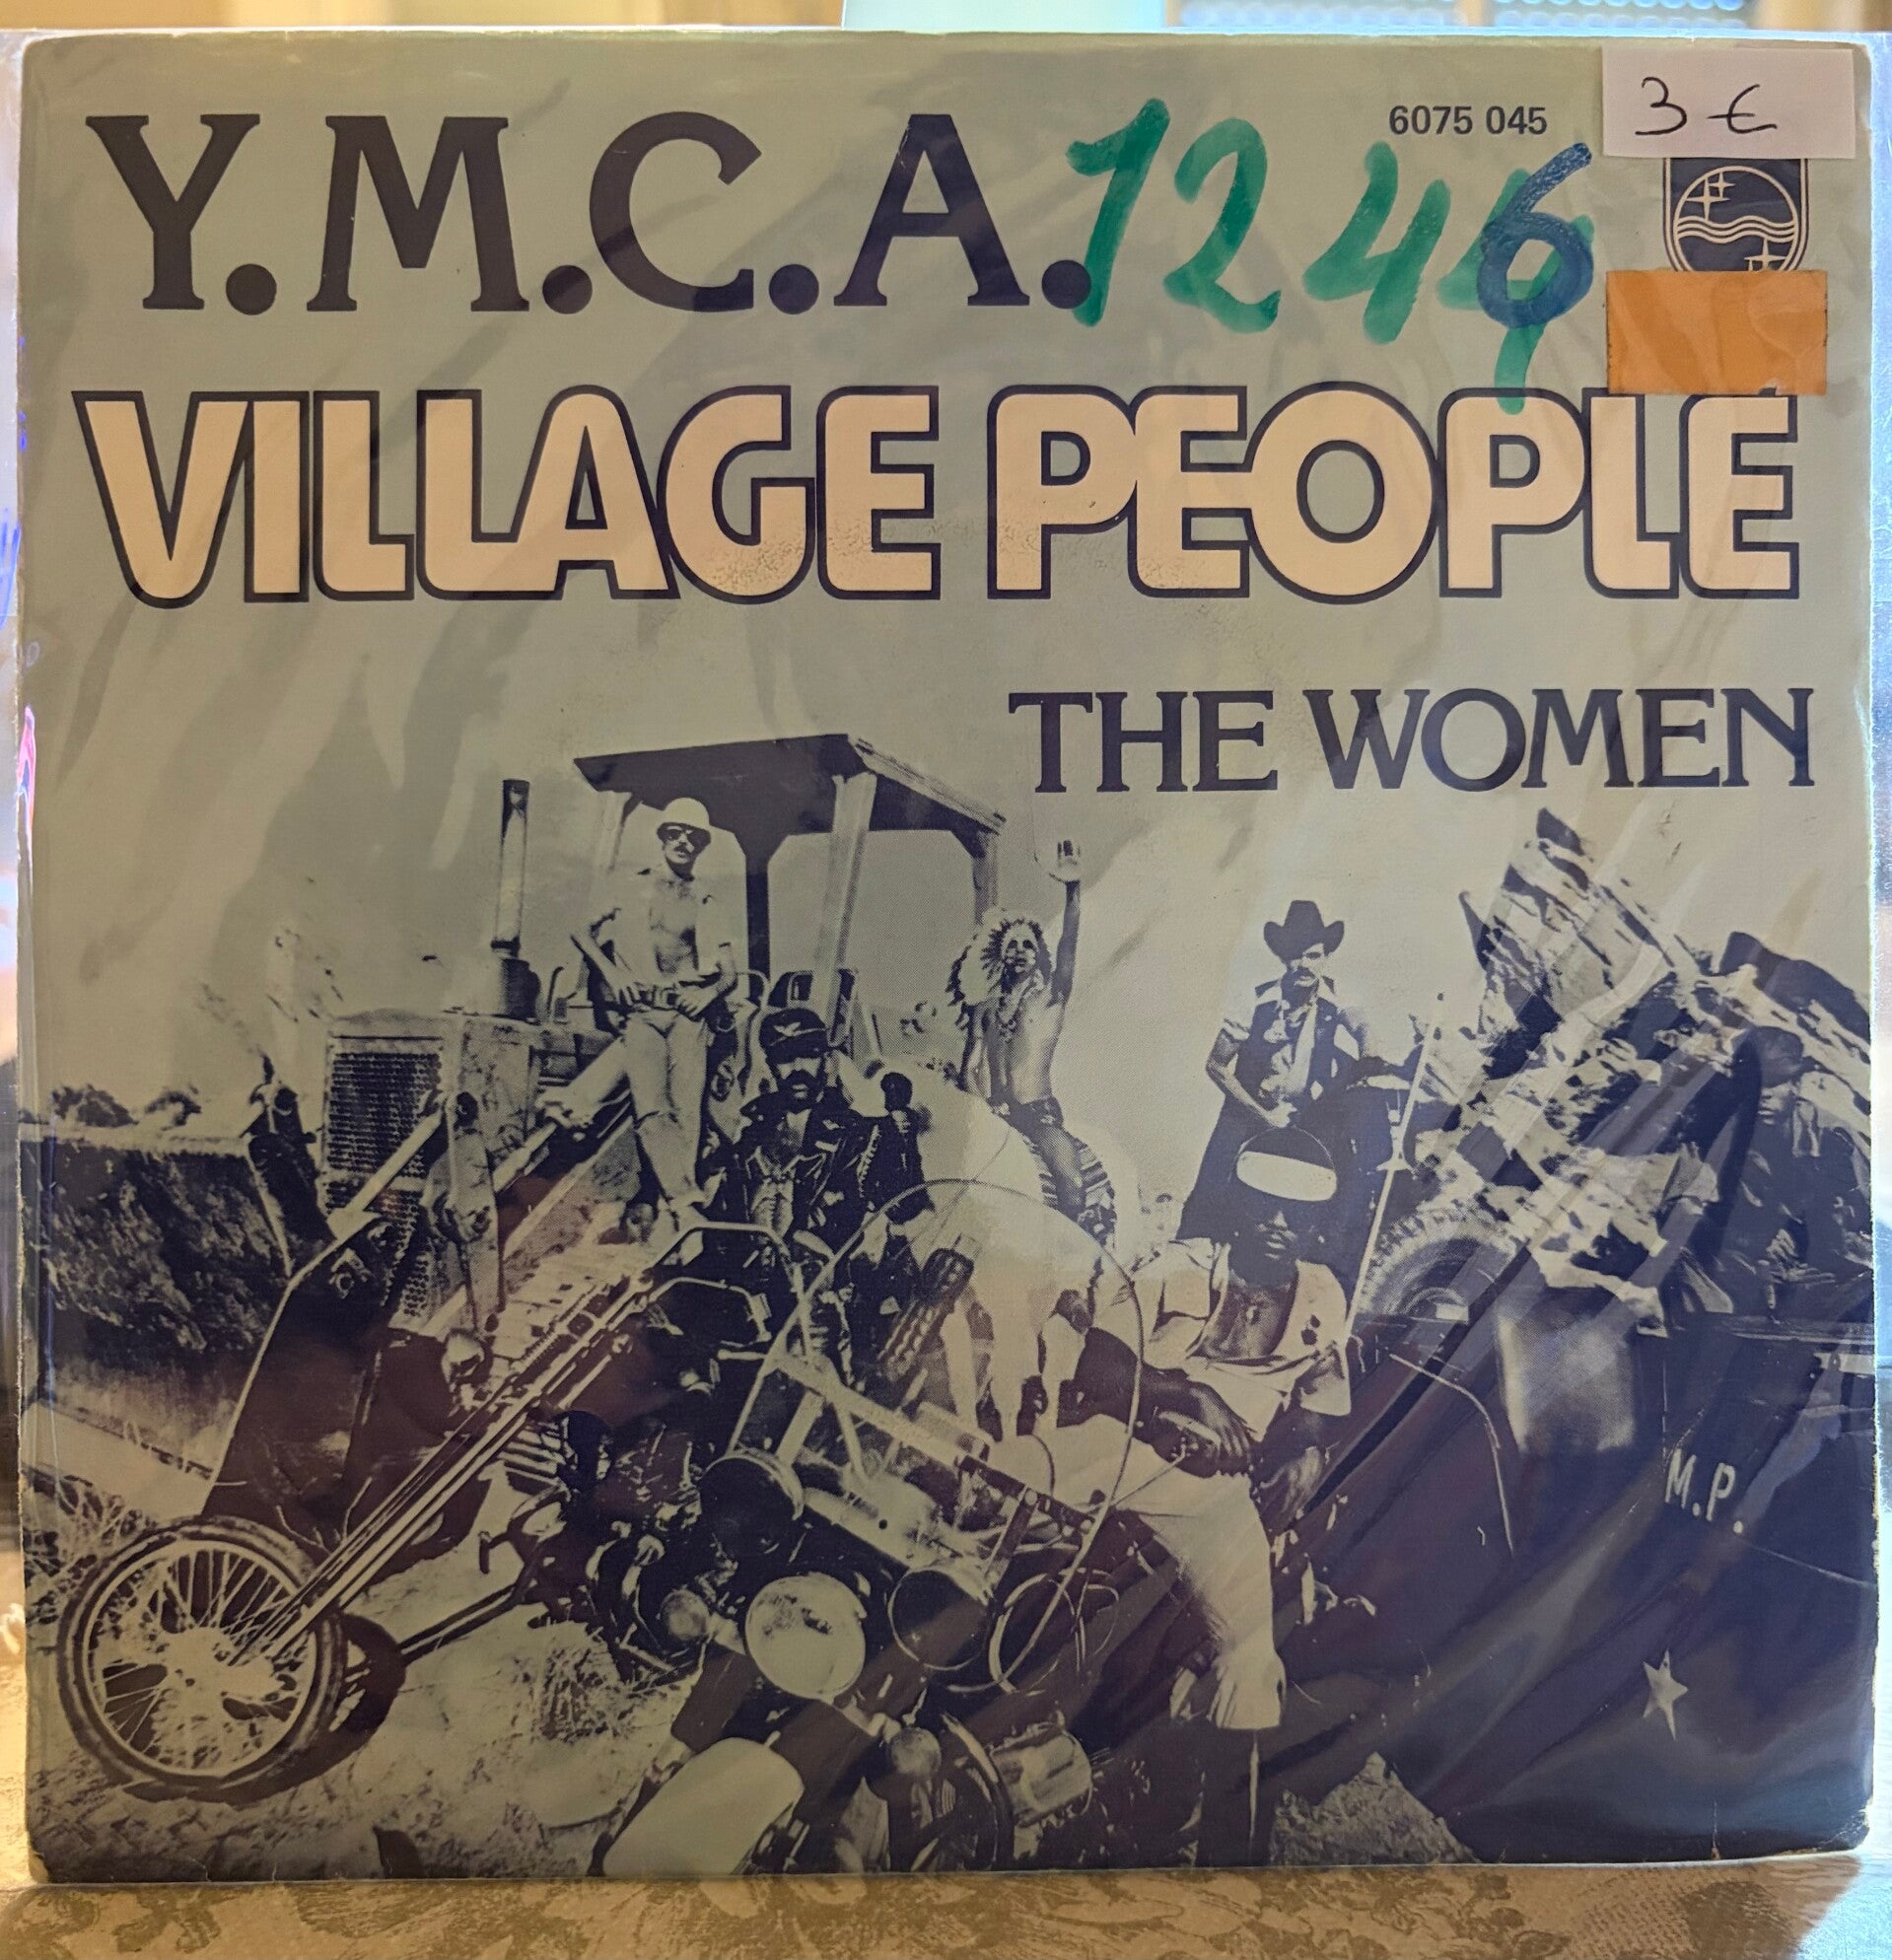 3 €
6075 045
Y.M.C.A.
1246
VILLAGE PEOPLE
THE WOMEN
M.P.